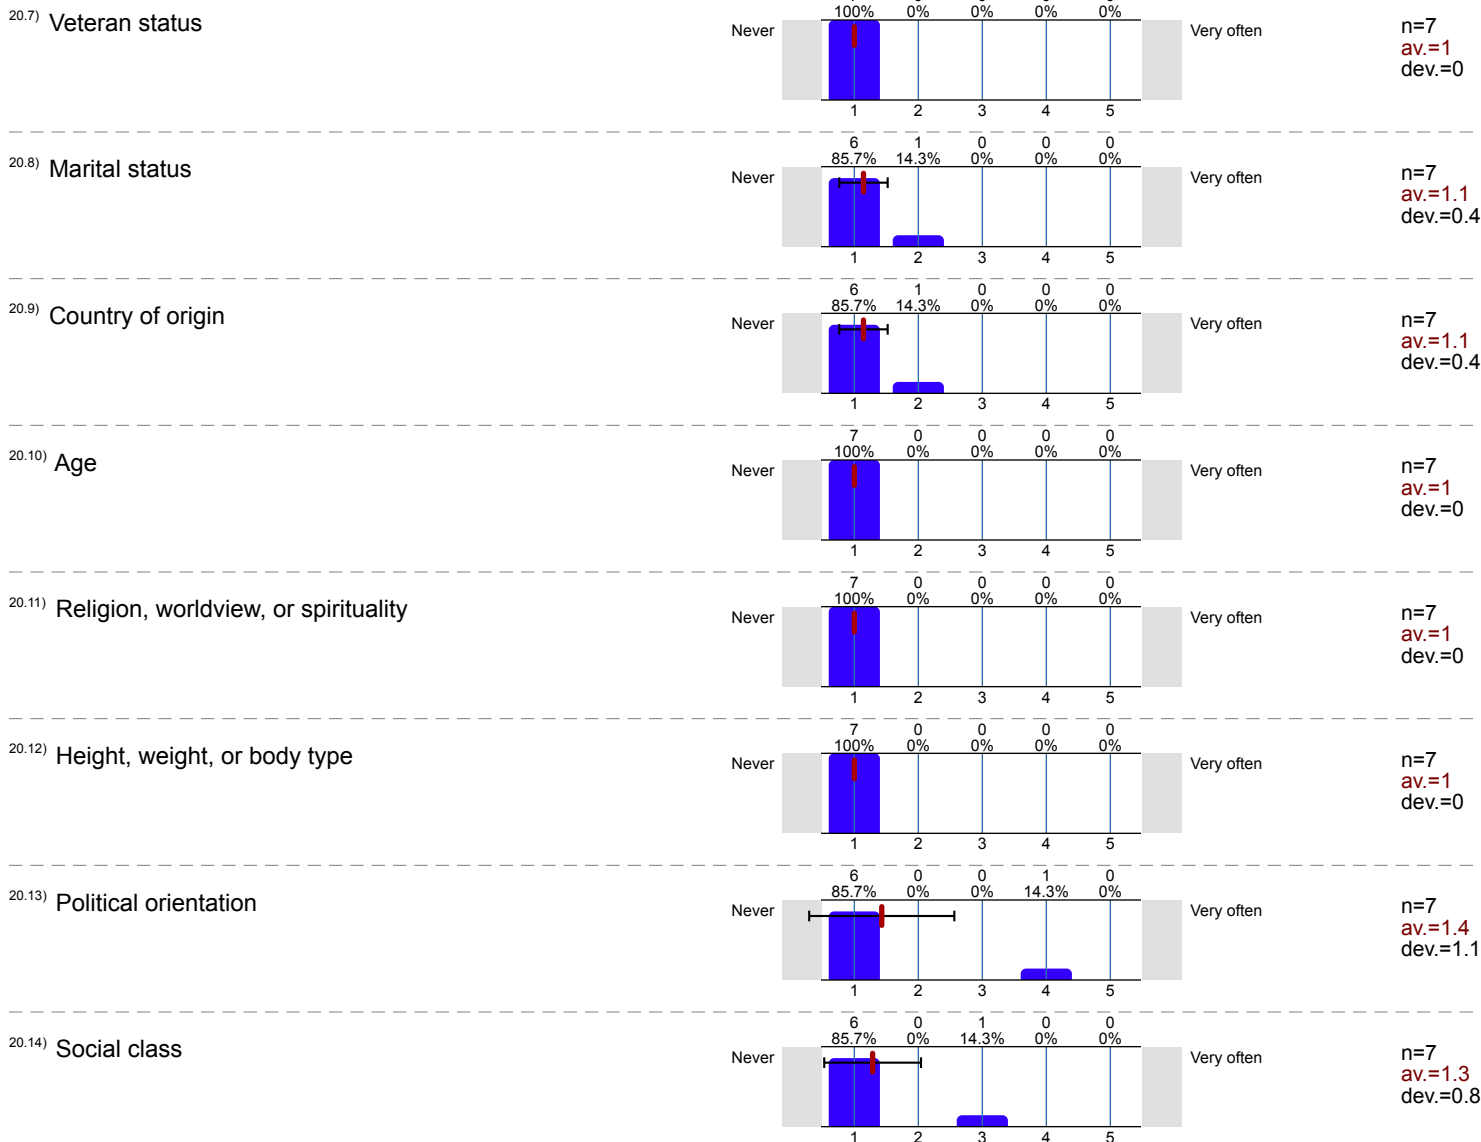 20.7) Veteran status
100% 0% 0% 0% 0%
Never Very often
n=7
av.=1
dev.=0
1 2 3 4 5
20.8) Marital status
6 1 0 0 0
85.7% 14.3% 0% 0% 0%
Never Very often
n=7
av.=1.1
dev.=0.4
1 2 3 4 5
20.9) Country of origin
6 1 0 0 0
85.7% 14.3% 0% 0% 0%
Never Very often
n=7
av.=1.1
dev.=0.4
1 2 3 4 5
20.10) Age
7 0 0 0 0
100% 0% 0% 0% 0%
Never Very often
n=7
av.=1
dev.=0
1 2 3 4 5
20.11) Religion, worldview, or spirituality
7 0 0 0 0
100% 0% 0% 0% 0%
Never Very often
n=7
av.=1
dev.=0
1 2 3 4 5
20.12) Height, weight, or body type
7 0 0 0 0
100% 0% 0% 0% 0%
Never Very often
n=7
av.=1
dev.=0
1 2 3 4 5
20.13) Political orientation
6 0 0 1 0
85.7% 0% 0% 14.3% 0%
Never Very often
n=7
av.=1.4
dev.=1.1
1 2 3 4 5
20.14) Social class
6 0 1 0 0
85.7% 0% 14.3% 0% 0%
Never Very often
n=7
av.=1.3
dev.=0.8
1 2 3 4 5